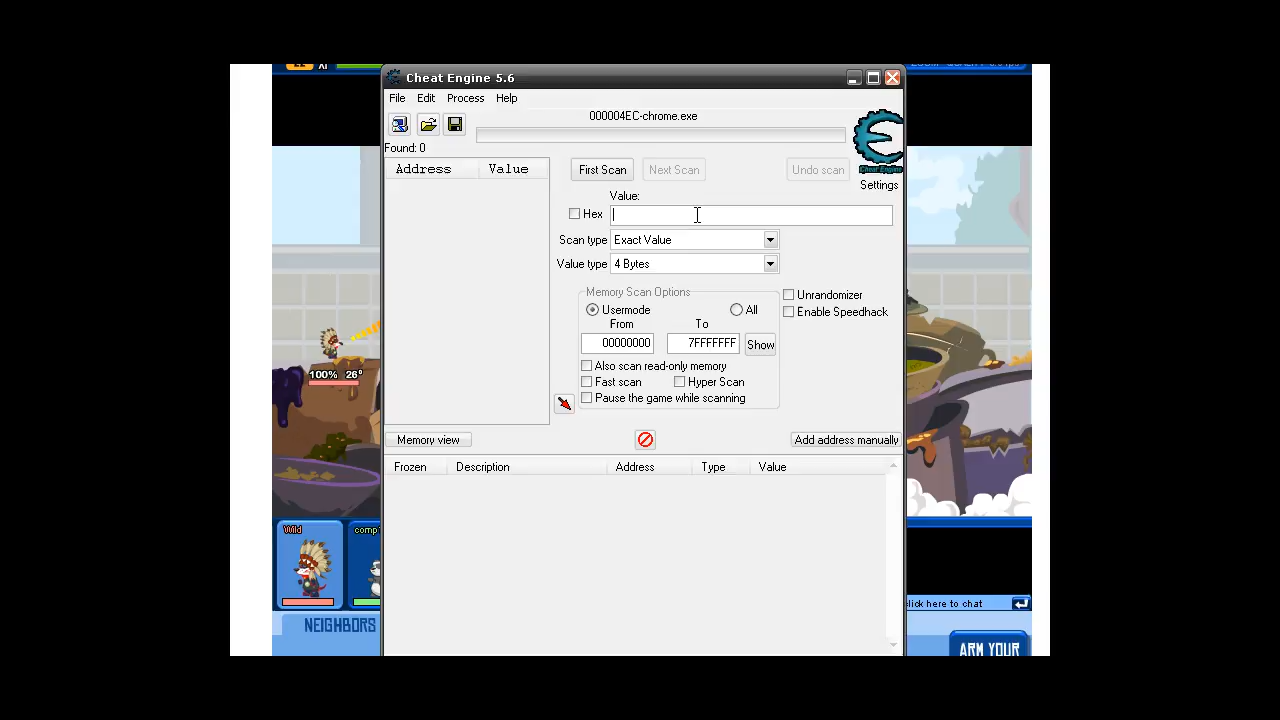 Cheat Engine 5.6
File Edit Process Help
000004EC-chrome.exe
Found: 0
Address Value
First Scan Next Scan Undo scan
Cheat Engine
Settings
Value:
Hex
Scan type Exact Value
Value type 4 Bytes
Memory Scan Options
Usermode All
From To
00000000 7FFFFFFF Show
Also scan read-only memory
Fast scan Hyper Scan
Pause the game while scanning
Unrandomizer
Enable Speedhack
100% 26°
Memory view Add address manually
Frozen Description Address Type Value
Wild comp
click here to chat
NEIGHBORS
ARM YOUR